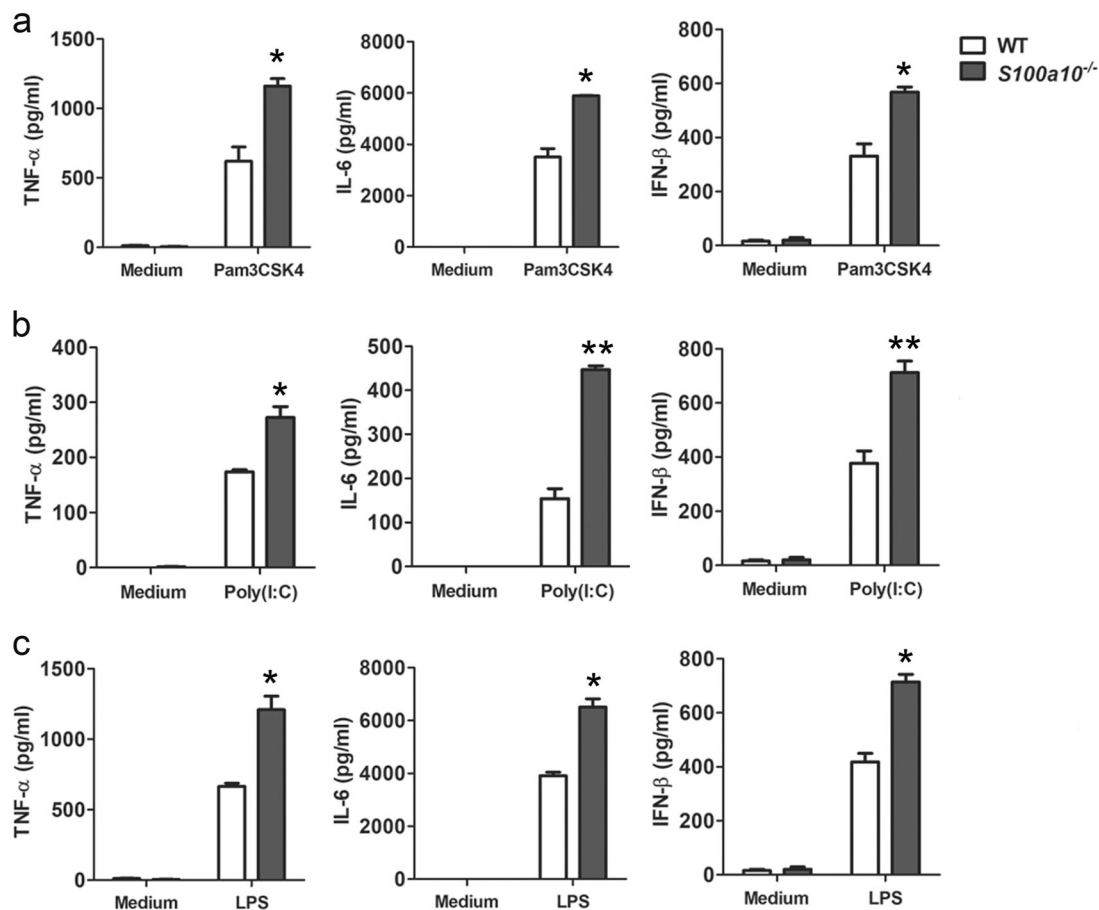 a
TNF-α (pg/ml)
1500
1000
500
0
Medium Pam3CSK4
*
IL-6 (pg/ml)
8000
6000
4000
2000
0
Medium Pam3CSK4
*
IFN-β (pg/ml)
800
600
400
200
0
Medium Pam3CSK4
*
WT
S100a10-/-
b
TNF-α (pg/ml)
400
300
200
100
0
Medium Poly(I:C)
*
IL-6 (pg/ml)
500
400
300
200
100
0
Medium Poly(I:C)
**
IFN-β (pg/ml)
800
600
400
200
0
Medium Poly(I:C)
**
c
TNF-α (pg/ml)
1500
1000
500
0
Medium LPS
*
IL-6 (pg/ml)
8000
6000
4000
2000
0
Medium LPS
*
IFN-β (pg/ml)
800
600
400
200
0
Medium LPS
*